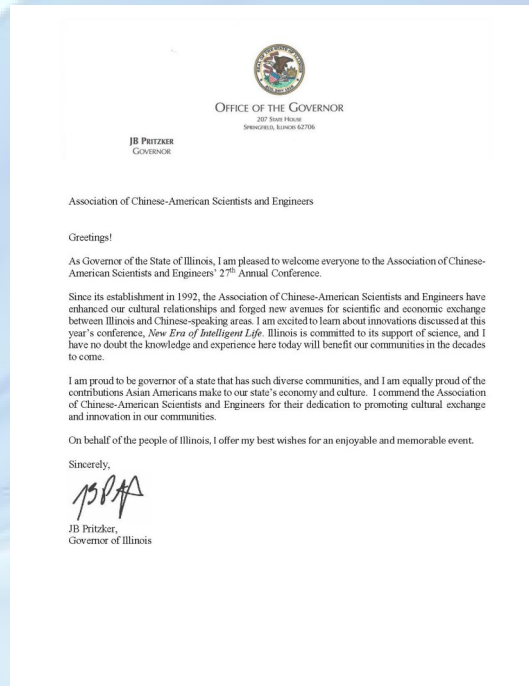 OFFICE OF THE GOVERNOR
207 STATE HOUSE
SPRINGFIELD, ILLINOIS 62706
JB PRITZKER
GOVERNOR
Association of Chinese-American Scientists and Engineers
Greetings!
As Governor of the State of Illinois, I am pleased to welcome everyone to the Association of Chinese-
American Scientists and Engineers' 27th Annual Conference.
Since its establishment in 1992, the Association of Chinese-American Scientists and Engineers have
enhanced our cultural relationships and forged new avenues for scientific and economic exchange
between Illinois and Chinese-speaking areas. I am excited to learn about innovations discussed at this
year's conference, New Era of Intelligent Life. Illinois is committed to its support of science, and I
have no doubt the knowledge and experience here today will benefit our communities in the decades
to come.
I am proud to be governor of a state that has such diverse communities, and I am equally proud of the
contributions Asian Americans make to our state's economy and culture. I commend the Association
of Chinese-American Scientists and Engineers for their dedication to promoting cultural exchange
and innovation in our communities.
On behalf of the people of Illinois, I offer my best wishes for an enjoyable and memorable event.
Sincerely,
JB Pritzker,
Governor of Illinois